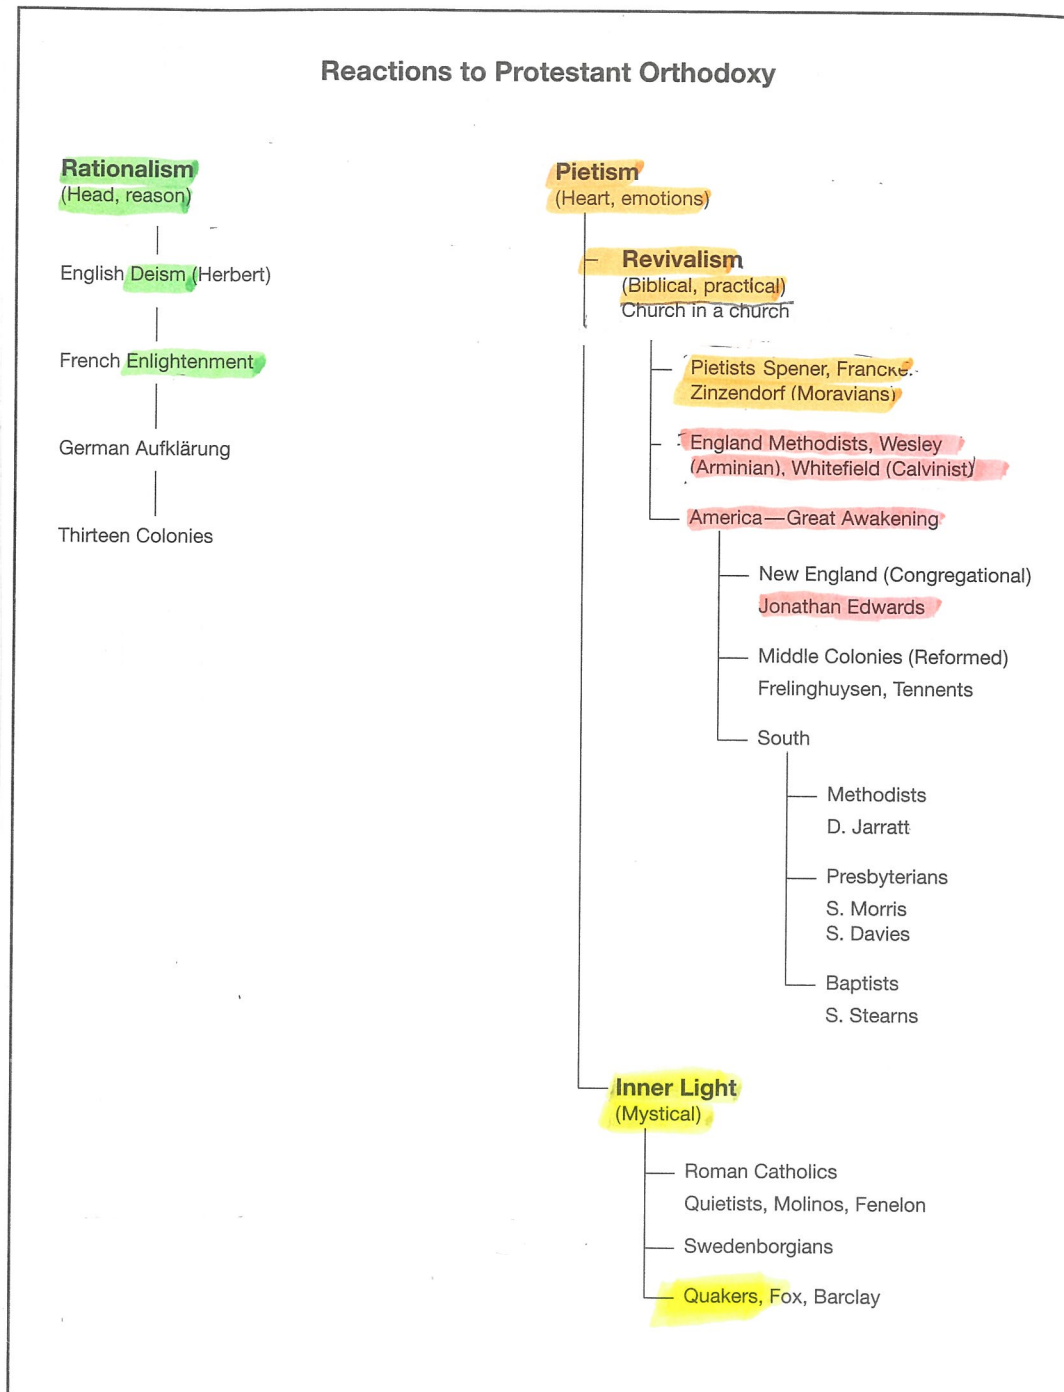 Reactions to Protestant Orthodoxy
Rationalism
(Head, reason)
English Deism (Herbert)
French Enlightenment
German Aufklärung
Thirteen Colonies
Pietism
(Heart, emotions)
Revivalism
(Biblical, practical)
Church in a church
Pietists Spener, Francke.
Zinzendorf (Moravians)
England Methodists, Wesley
(Arminian), Whitefield (Calvinist)
America—Great Awakening
New England (Congregational)
Jonathan Edwards
Middle Colonies (Reformed)
Frelinghuysen, Tennents
South
Methodists
D. Jarratt
Presbyterians
S. Morris
S. Davies
Baptists
S. Stearns
Inner Light
(Mystical)
Roman Catholics
Quietists, Molinos, Fenelon
Swedenborgians
Quakers, Fox, Barclay